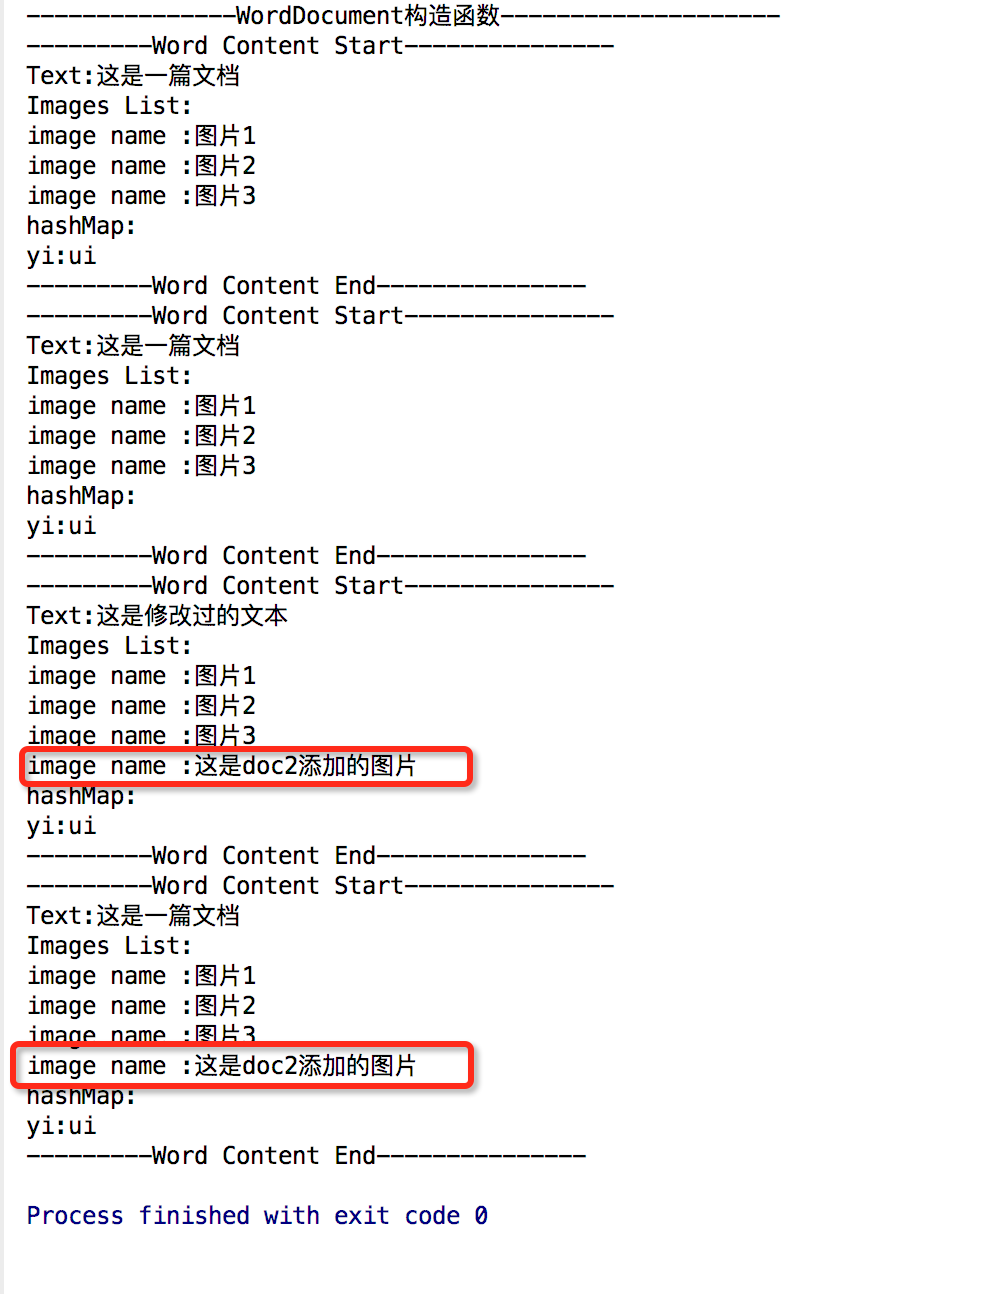 ---------------WordDocument构造函数--------------------
---------Word Content Start---------------
Text:这是一篇文档
Images List:
image name :图片1
image name :图片2
image name :图片3
hashMap:
yi:ui
---------Word Content End---------------
---------Word Content Start---------------
Text:这是一篇文档
Images List:
image name :图片1
image name :图片2
image name :图片3
hashMap:
yi:ui
---------Word Content End---------------
---------Word Content Start---------------
Text:这是修改过的文本
Images List:
image name :图片1
image name :图片2
image name :图片3
image name :这是doc2添加的图片
hashMap:
yi:ui
---------Word Content End---------------
---------Word Content Start---------------
Text:这是一篇文档
Images List:
image name :图片1
image name :图片2
image name :图片3
image name :这是doc2添加的图片
hashMap:
yi:ui
---------Word Content End---------------
Process finished with exit code 0